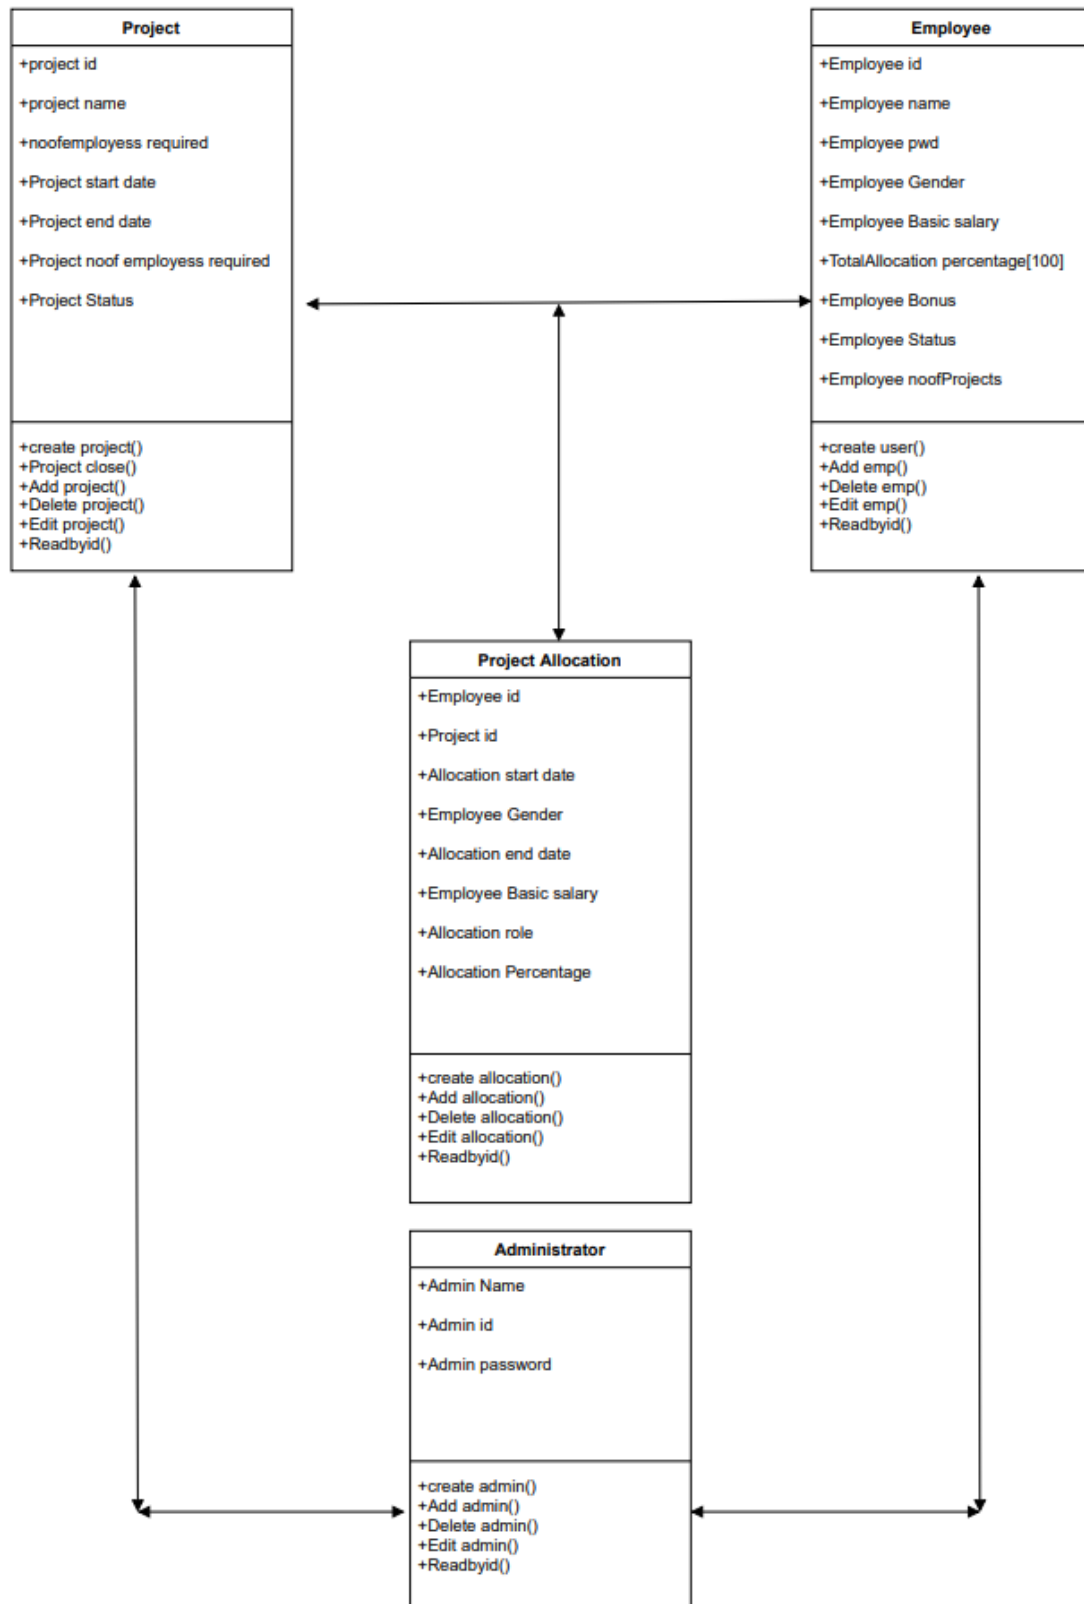 Project
+project id
+project name
+noofemployess required
+Project start date
+Project end date
+Project noof employess required
+Project Status
+create project()
+Project close()
+Add project()
+Delete project()
+Edit project()
+Readbyid()
Employee
+Employee id
+Employee name
+Employee pwd
+Employee Gender
+Employee Basic salary
+TotalAllocation percentage[100]
+Employee Bonus
+Employee Status
+Employee noofProjects
+create user()
+Add emp()
+Delete emp()
+Edit emp()
+Readbyid()
Project Allocation
+Employee id
+Project id
+Allocation start date
+Employee Gender
+Allocation end date
+Employee Basic salary
+Allocation role
+Allocation Percentage
+create allocation()
+Add allocation()
+Delete allocation()
+Edit allocation()
+Readbyid()
Administrator
+Admin Name
+Admin id
+Admin password
+create admin()
+Add admin()
+Delete admin()
+Edit admin()
+Readbyid()